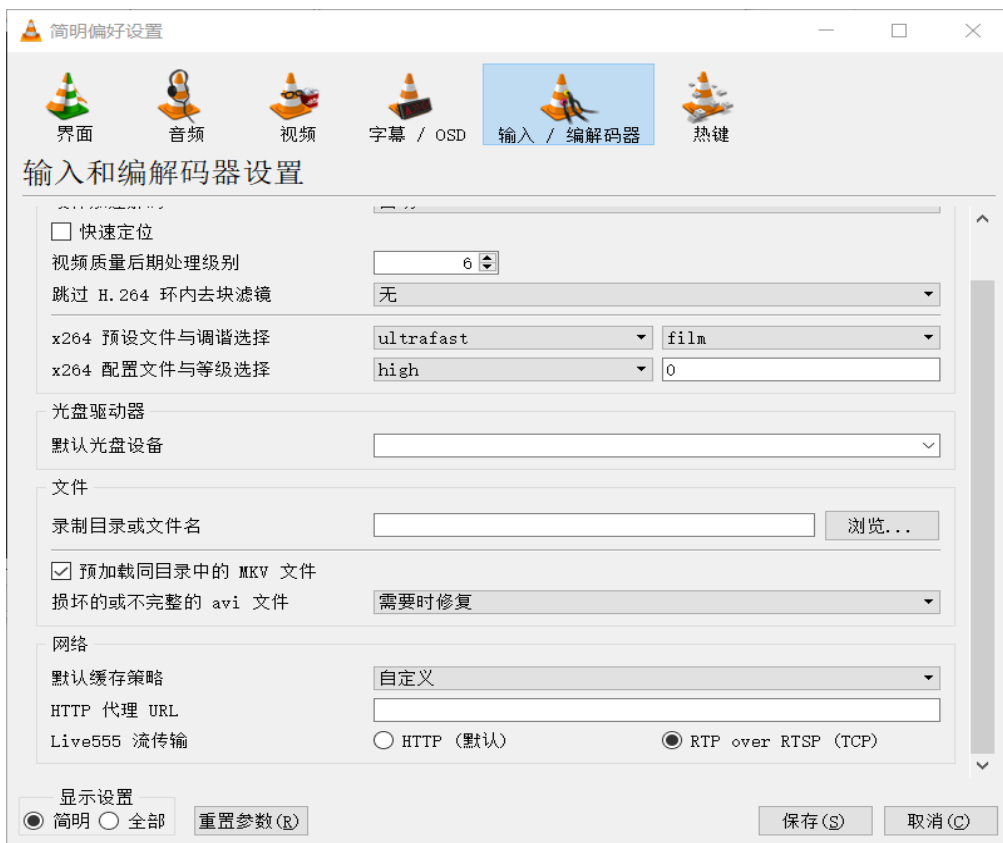 简明偏好设置
界面
音频
视频
字幕 / OSD
输入 / 编解码器
热键
输入和编解码器设置
快速定位
视频质量后期处理级别 6
跳过 H.264 环内去块滤镜 无
x264 预设文件与调谐选择 ultrafast film
x264 配置文件与等级选择 high 0
光盘驱动器
默认光盘设备
文件
录制目录或文件名 浏览...
预加载同目录中的 MKV 文件
损坏的或不完整的 avi 文件 需要时修复
网络
默认缓存策略 自定义
HTTP 代理 URL
Live555 流传输 HTTP (默认) RTP over RTSP (TCP)
显示设置
简明 全部 重置参数(R) 保存(S) 取消(C)